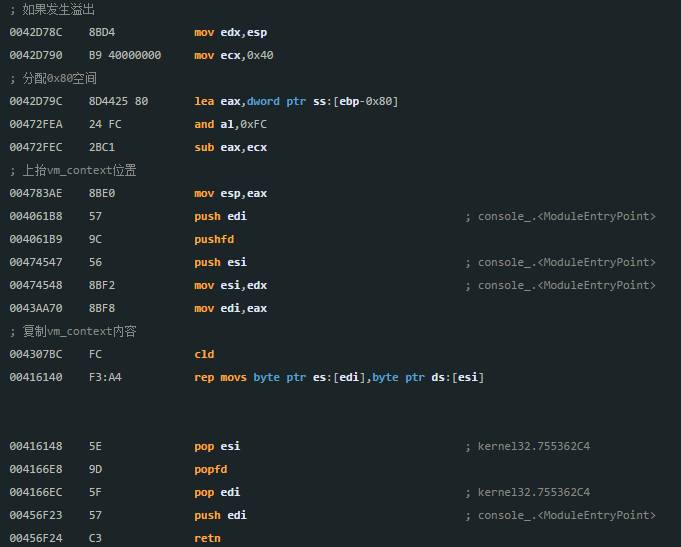 ; 如果发生溢出
0042D78C 8BD4 mov edx,esp
0042D790 B9 40000000 mov ecx,0x40
; 分配0x80空间
0042D79C 8D4425 80 lea eax,dword ptr ss:[ebp-0x80]
00472FEA 24 FC and al,0xFC
00472FEC 2BC1 sub eax,ecx
; 上抬vm_context位置
004783AE 8BE0 mov esp,eax
004061B8 57 push edi ; console_.<ModuleEntryPoint>
004061B9 9C pushfd
00474547 56 push esi ; console_.<ModuleEntryPoint>
00474548 8BF2 mov esi,edx ; console_.<ModuleEntryPoint>
0043AA70 8BF8 mov edi,eax
; 复制vm_context内容
004307BC FC cld
00416140 F3:A4 rep movs byte ptr es:[edi],byte ptr ds:[esi]
00416148 5E pop esi ; kernel32.755362C4
004166E8 9D popfd
004166EC 5F pop edi ; kernel32.755362C4
00456F23 57 push edi ; console_.<ModuleEntryPoint>
00456F24 C3 retn